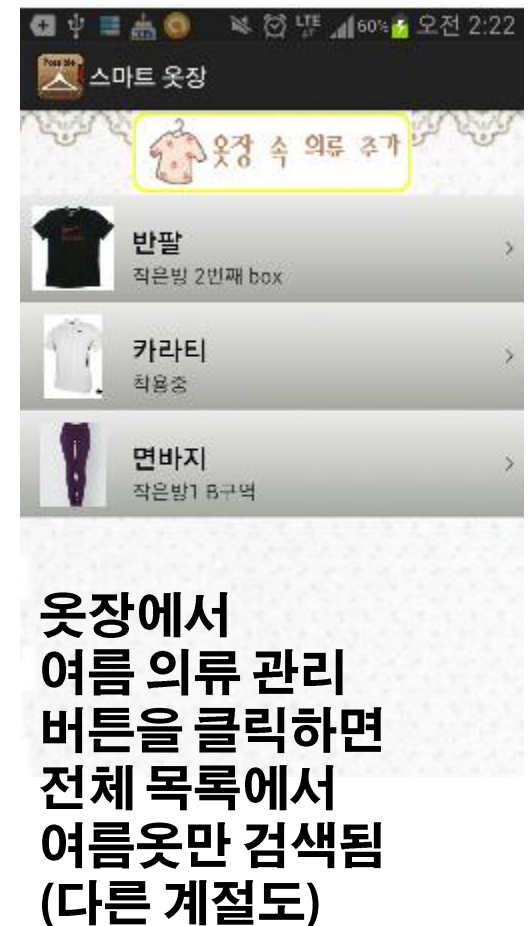 LTE 60% 오전 2:22
Possible
스마트 옷장
옷장 속 의류 추가
반팔
작은방 2번째 box
카라티
착용중
면바지
작은방1 B구역
옷장에서
여름 의류 관리
버튼을 클릭하면
전체 목록에서
여름옷만 검색됨
(다른 계절도)